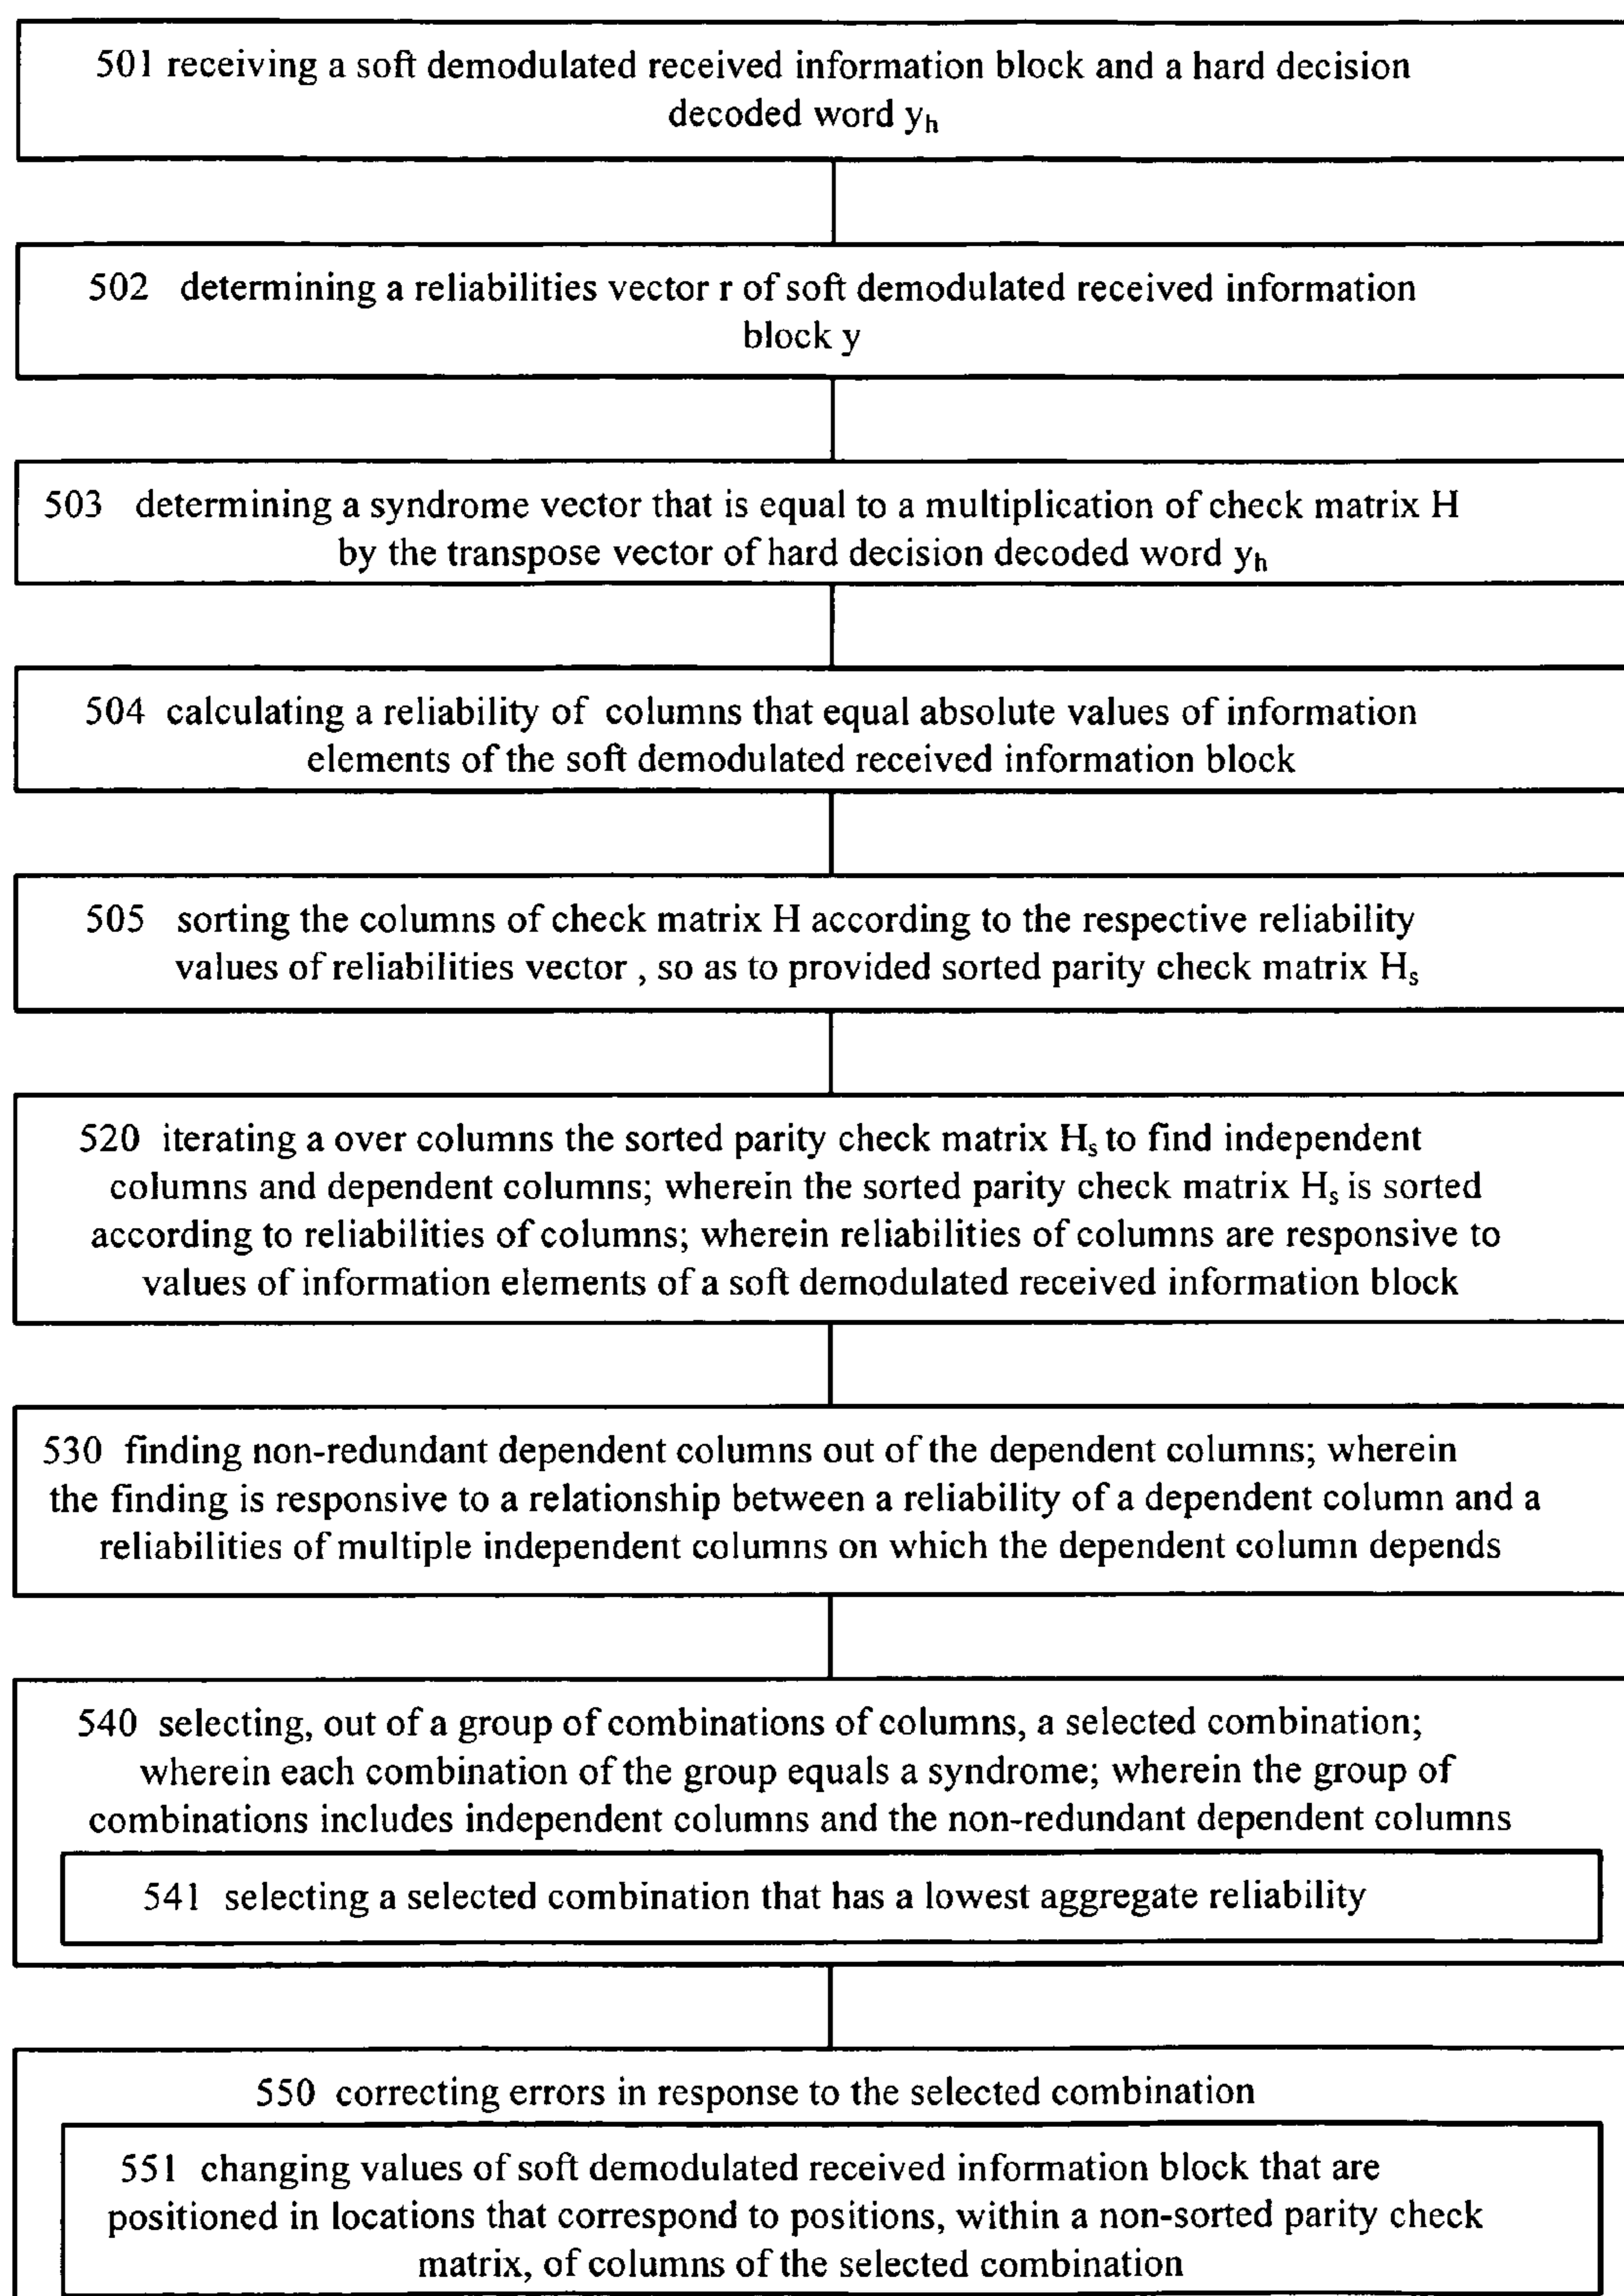 501 receiving a soft demodulated received information block and a hard decision
decoded word yh
502 determining a reliabilities vector r of soft demodulated received information
block y
503 determining a syndrome vector that is equal to a multiplication of check matrix H
by the transpose vector of hard decision decoded word yh
504 calculating a reliability of columns that equal absolute values of information
elements of the soft demodulated received information block
505 sorting the columns of check matrix H according to the respective reliability
values of reliabilities vector , so as to provided sorted parity check matrix Hs
520 iterating a over columns the sorted parity check matrix Hs to find independent
columns and dependent columns; wherein the sorted parity check matrix Hs is sorted
according to reliabilities of columns; wherein reliabilities of columns are responsive to
values of information elements of a soft demodulated received information block
530 finding non-redundant dependent columns out of the dependent columns; wherein
the finding is responsive to a relationship between a reliability of a dependent column and a
reliabilities of multiple independent columns on which the dependent column depends
540 selecting, out of a group of combinations of columns, a selected combination;
wherein each combination of the group equals a syndrome; wherein the group of
combinations includes independent columns and the non-redundant dependent columns
541 selecting a selected combination that has a lowest aggregate reliability
550 correcting errors in response to the selected combination
551 changing values of soft demodulated received information block that are
positioned in locations that correspond to positions, within a non-sorted parity check
matrix, of columns of the selected combination